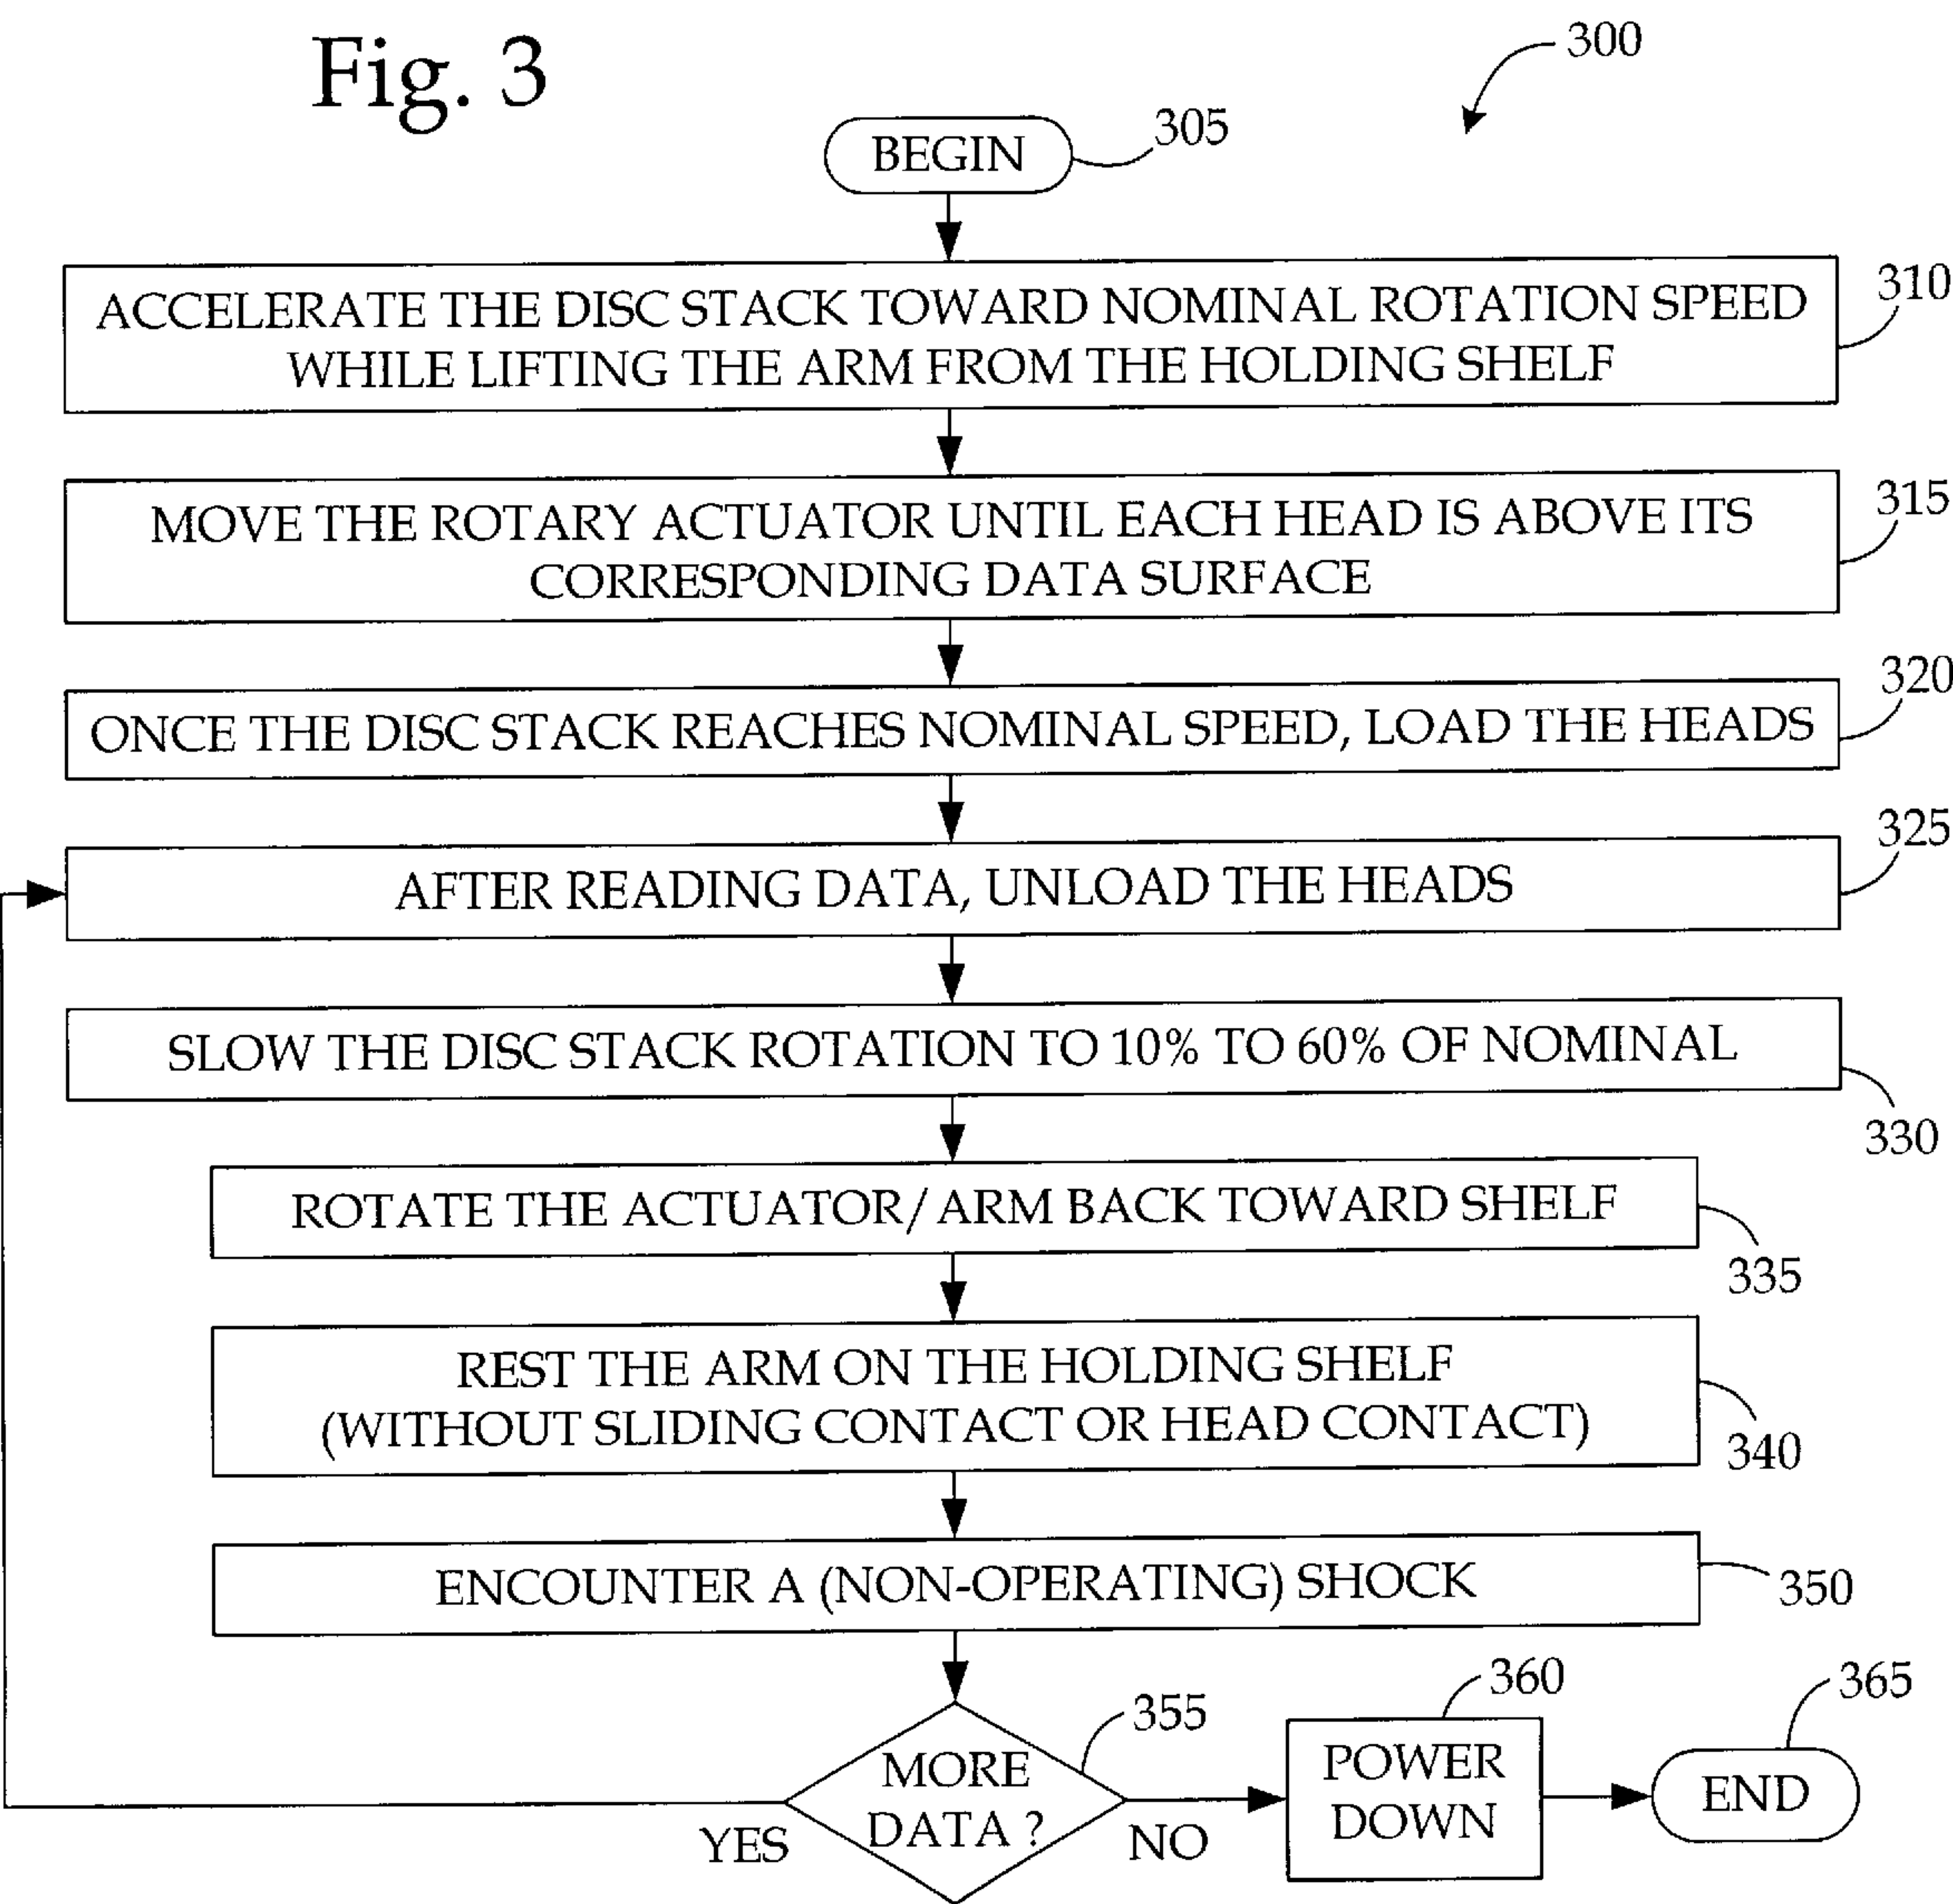 Fig. 3
300
BEGIN
305
ACCELERATE THE DISC STACK TOWARD NOMINAL ROTATION SPEED
WHILE LIFTING THE ARM FROM THE HOLDING SHELF
310
MOVE THE ROTARY ACTUATOR UNTIL EACH HEAD IS ABOVE ITS
CORRESPONDING DATA SURFACE
315
ONCE THE DISC STACK REACHES NOMINAL SPEED, LOAD THE HEADS
320
AFTER READING DATA, UNLOAD THE HEADS
325
SLOW THE DISC STACK ROTATION TO 10% TO 60% OF NOMINAL
330
ROTATE THE ACTUATOR/ARM BACK TOWARD SHELF
335
REST THE ARM ON THE HOLDING SHELF
(WITHOUT SLIDING CONTACT OR HEAD CONTACT)
340
ENCOUNTER A (NON-OPERATING) SHOCK
350
MORE
DATA ?
355
YES
NO
POWER
DOWN
360
END
365